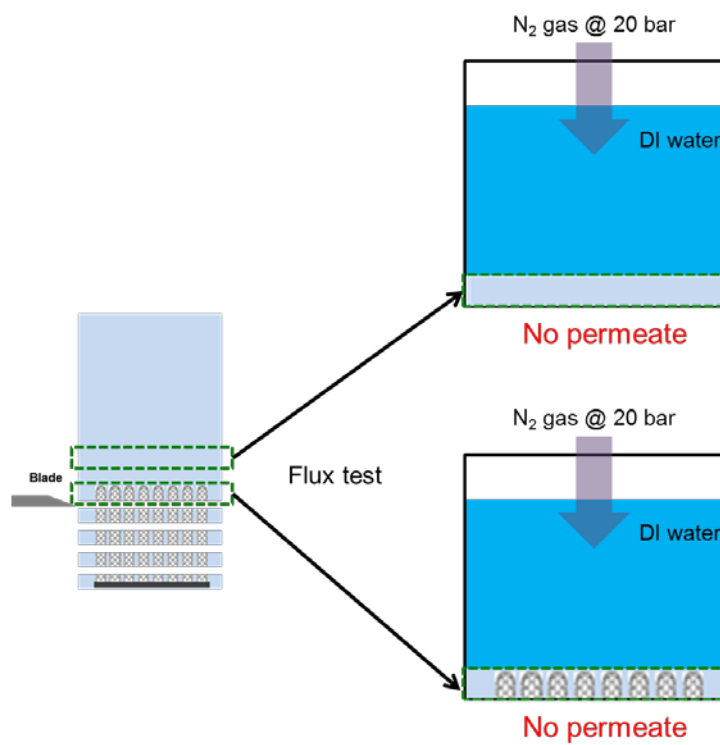 N₂ gas @ 20 bar
DI water
No permeate
Blade
Flux test
N₂ gas @ 20 bar
DI water
No permeate